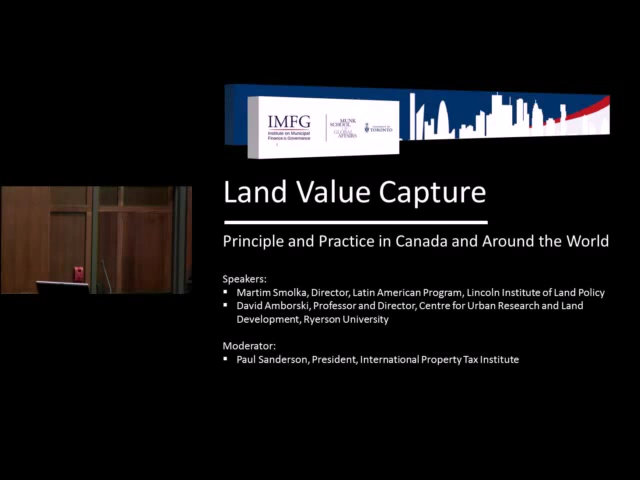 IMFG
Institute on Municipal
Finance & Governance
MUNK
SCHOOL
OF GLOBAL
AFFAIRS
UNIVERSITY OF
TORONTO
Land Value Capture
Principle and Practice in Canada and Around the World
Speakers:
▪ Martim Smolka, Director, Latin American Program, Lincoln Institute of Land Policy
▪ David Amborski, Professor and Director, Centre for Urban Research and Land
Development, Ryerson University
Moderator:
▪ Paul Sanderson, President, International Property Tax Institute